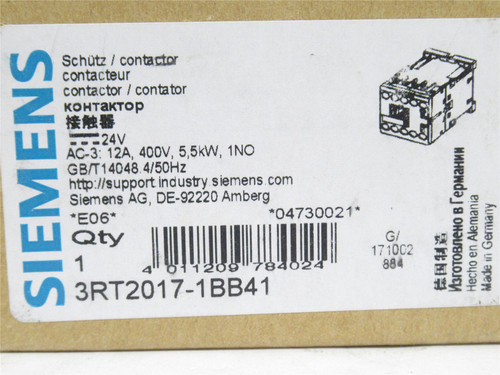 SIEMENS
Schütz / contactor
contacteur
contactor / contator
контактор
接触器
24V
AC-3: 12A, 400V, 5,5kW, 1NO
GB/T14048.4/50Hz
http://support.industry.siemens.com
Siemens AG, DE-92220 Amberg
*E06*
*04730021*
Qty
1
4 011209 784024
3RT2017-1BB41
G/
171002
884
德国制造
Изготовлено в Германии
Hecho en Alemania
Made in Germany